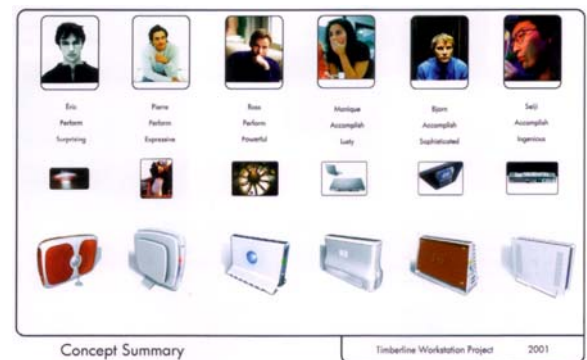 Eric Pierre Ross Monique Bjorn Seiji
Perform Perform Perform Accomplish Accomplish Accomplish
Surprising Expressive Powerful Lusty Sophisticated Ingenious
Concept Summary
Timberline Workstation Project 2001